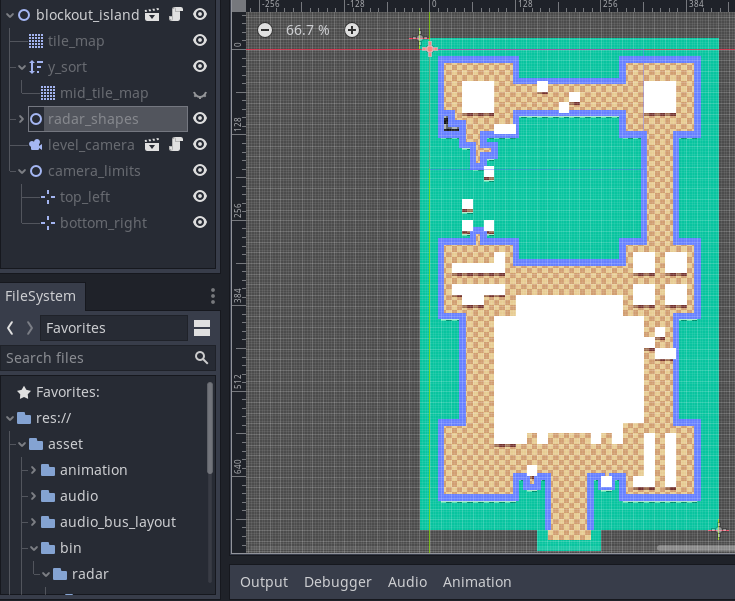 blockout_island
tile_map
y_sort
mid_tile_map
radar_shapes
level_camera
camera_limits
top_left
bottom_right
FileSystem
Favorites
Search files
Favorites:
res://
asset
animation
audio
audio_bus_layout
bin
radar
-256 -128 0 128 256 384
66.7 %
0
128
256
384
512
640
Output Debugger Audio Animation